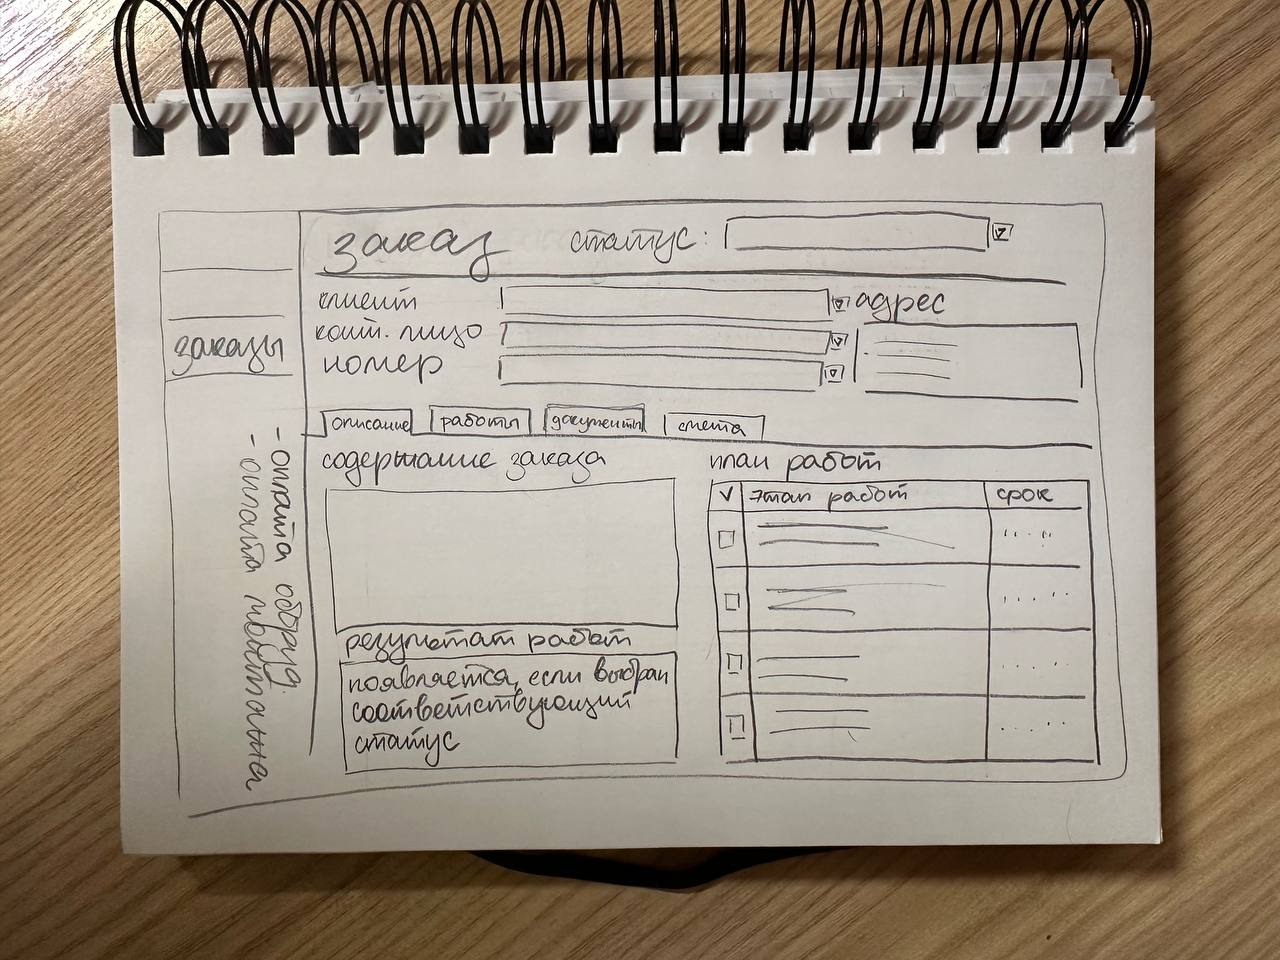 заказ
статус:
клиент
конт. лицо
номер
адрес
заказы
описание
работы
документы
смета
содержание заказа
результат работ
появляется, если выбран
соответствующий
статус
план работ
V этап работ срок
- оплата оборуд.
- оплата монтажна